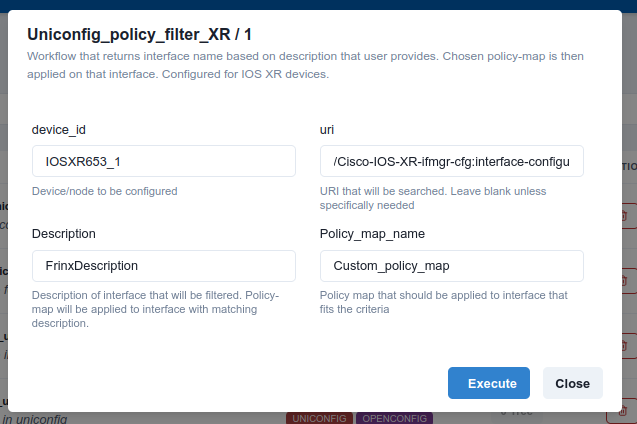 Uniconfig_policy_filter_XR / 1
Workflow that returns interface name based on description that user provides. Chosen policy-map is then
applied on that interface. Configured for IOS XR devices.
device_id
uri
IOSXR653_1
/Cisco-IOS-XR-ifmgr-cfg:interface-configu
Device/node to be configured
URI that will be searched. Leave blank unless
specifically needed
Description
Policy_map_name
FrinxDescription
Custom_policy_map
Description of interface that will be filtered. Policy-
map will be applied to interface with matching
description.
Policy map that should be applied to interface that
fits the criteria
Execute
Close
in uniconfig
UNICONFIG
OPENCONFIG